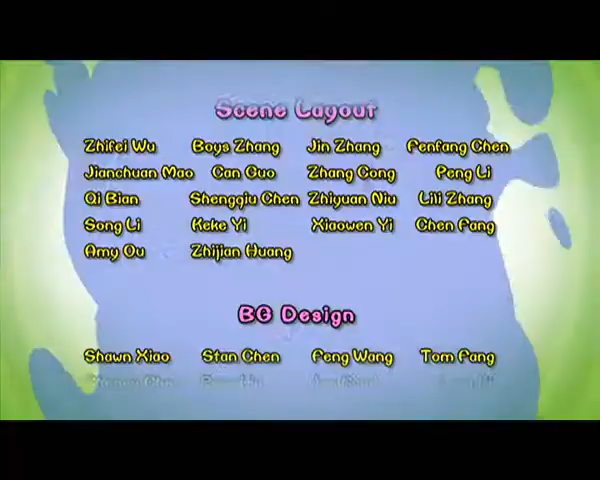 Scene Layout
Zhifei Wu Boys Zhang Jin Zhang Fenfang Chen
Jianchuan Mao Can Guo Zhang Cong Peng Li
Qi Bian Shengqiu Chen Zhiyuan Niu Lili Zhang
Song Li Keke Yi Xiaowen Yi Chen Fang
Amy Ou Zhijian Huang
BG Design
Shawn Xiao Stan Chen Feng Wang Tom Fang